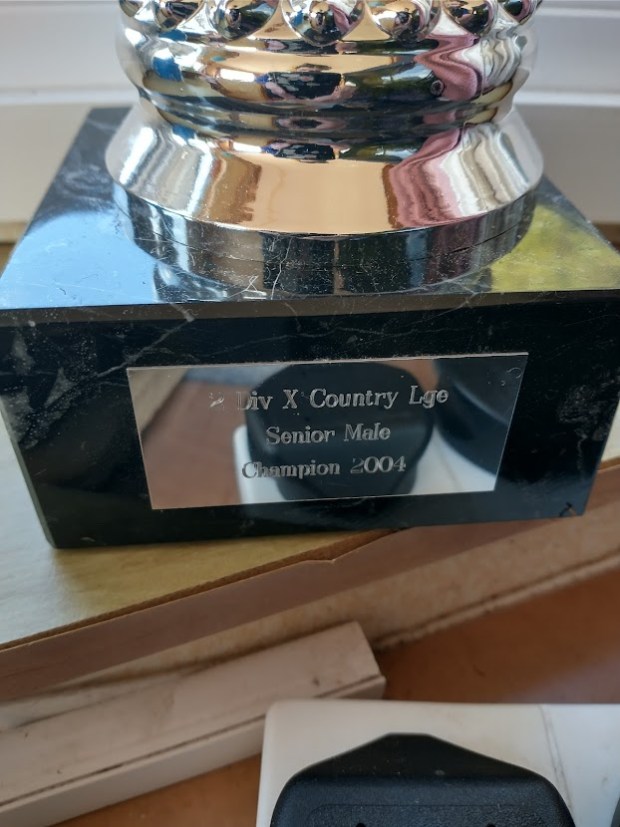 Div X Country Lge
Senior Male
Champion 2004